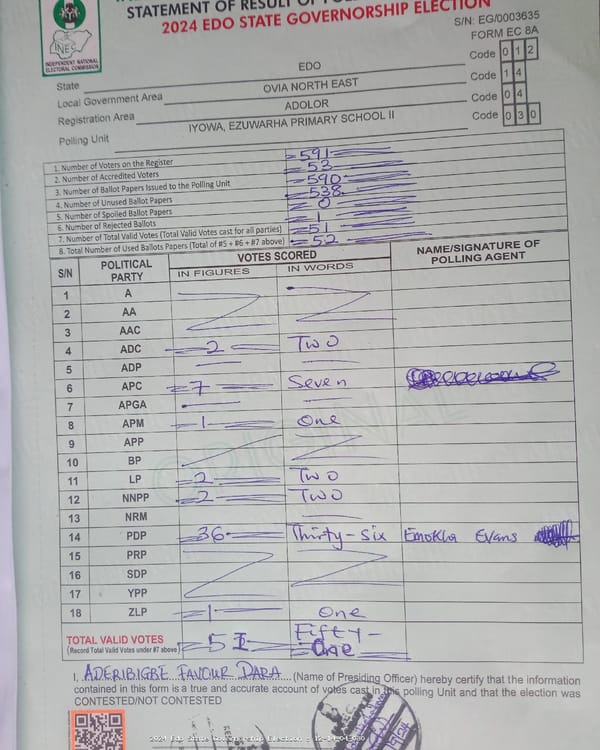 STATEMENT OF RESULT OF
2024 EDO STATE GOVERNORSHIP ELECTION
S/N: EG/0003635
FORM EC 8A
INEC
INDEPENDENT NATIONAL
ELECTORAL COMMISSION
State EDO Code 0 1 2
Local Government Area OVIA NORTH EAST Code 1 4
Registration Area ADOLOR Code 0 4
Polling Unit IYOWA, EZUWARHA PRIMARY SCHOOL II Code 0 3 0
1. Number of Voters on the Register 591
2. Number of Accredited Voters 53
3. Number of Ballot Papers Issued to the Polling Unit 590
4. Number of Unused Ballot Papers 538
5. Number of Spoiled Ballot Papers 0
6. Number of Rejected Ballots 1
7. Number of Total Valid Votes (Total Valid Votes cast for all parties) 51
8. Total Number of Used Ballots Papers (Total of #5 + #6 + #7 above) 52
S/N POLITICAL PARTY VOTES SCORED NAME/SIGNATURE OF POLLING AGENT
IN FIGURES IN WORDS
1 A
2 AA
3 AAC
4 ADC 2 Two
5 ADP
6 APC 7 Seven
7 APGA
8 APM 1 One
9 APP
10 BP
11 LP 2 Two
12 NNPP 2 Two
13 NRM
14 PDP 36 Thirty-six Emokha Evans
15 PRP
16 SDP
17 YPP
18 ZLP 1 One
TOTAL VALID VOTES 51 Fifty-
(Record Total Valid Votes under #7 above) One
I, ADERIBIGBE FAVOUR DARA (Name of Presiding Officer) hereby certify that the information
contained in this form is a true and accurate account of votes cast in this polling Unit and that the election was
CONTESTED/NOT CONTESTED